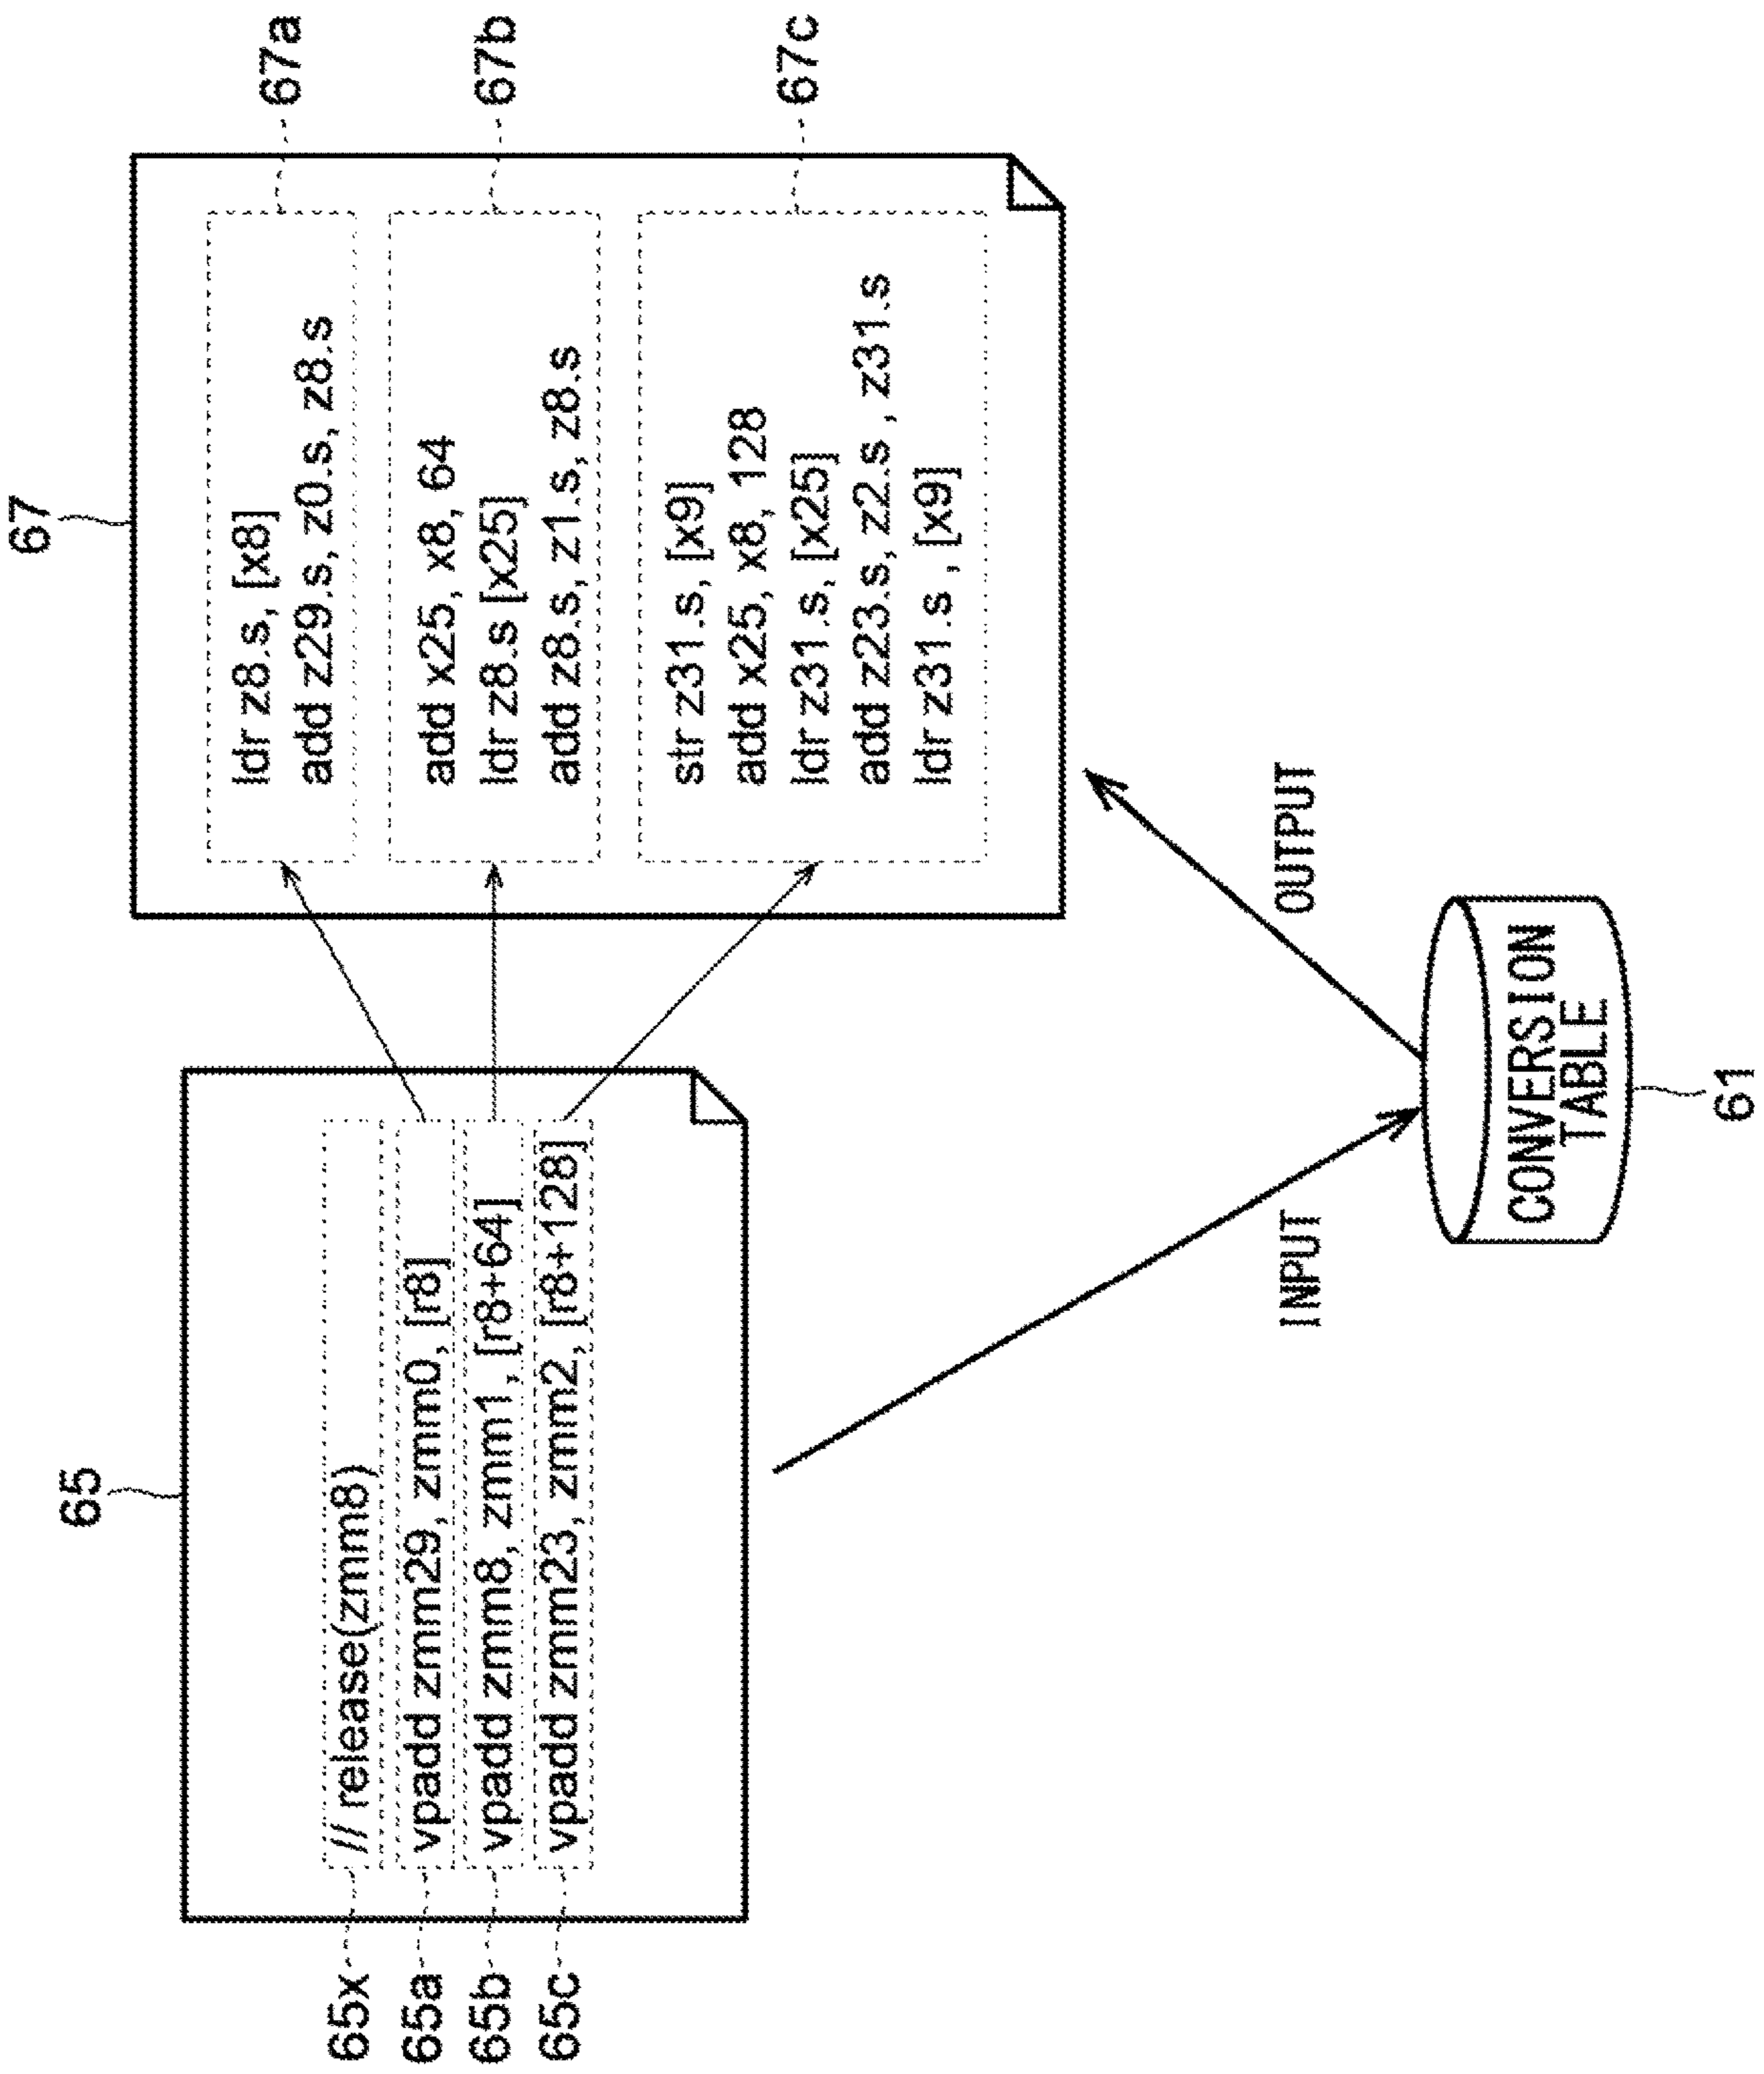 65
65x
// release(zmm8)
65a
vpadd zmm29, zmm0, [r8]
65b
vpadd zmm8, zmm1, [r8+64]
65c
vpadd zmm23, zmm2, [r8+128]
67
ldr z8.s, [x8]
add z29.s, z0.s, z8.s
67a
add x25, x8, 64
ldr z8.s [x25]
add z8.s, z1.s, z8.s
67b
str z31.s, [x9]
add x25, x8, 128
ldr z31.s, [x25]
add z23.s, z2.s , z31.s
ldr z31.s , [x9]
67c
INPUT
OUTPUT
CONVERSION
TABLE
61